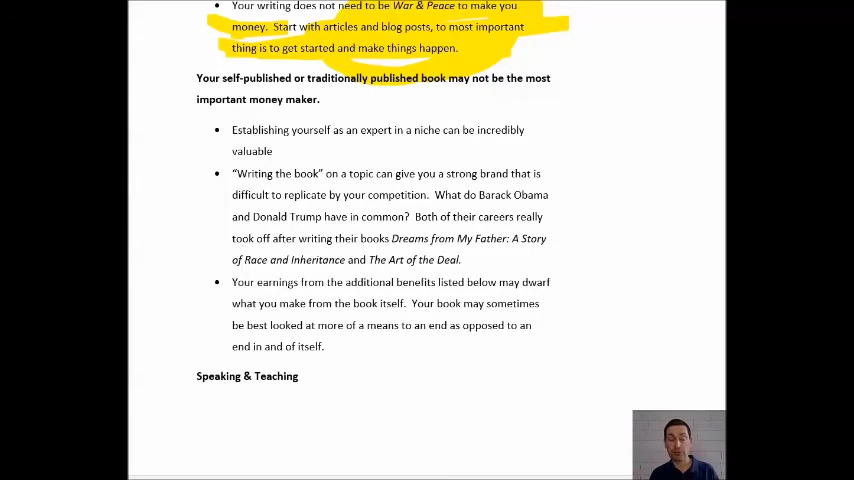 • Your writing does not need to be War & Peace to make you
money. Start with articles and blog posts, to most important
thing is to get started and make things happen.
Your self-published or traditionally published book may not be the most
important money maker.
• Establishing yourself as an expert in a niche can be incredibly
valuable
• “Writing the book” on a topic can give you a strong brand that is
difficult to replicate by your competition. What do Barack Obama
and Donald Trump have in common? Both of their careers really
took off after writing their books Dreams from My Father: A Story
of Race and Inheritance and The Art of the Deal.
• Your earnings from the additional benefits listed below may dwarf
what you make from the book itself. Your book may sometimes
be best looked at more of a means to an end as opposed to an
end in and of itself.
Speaking & Teaching